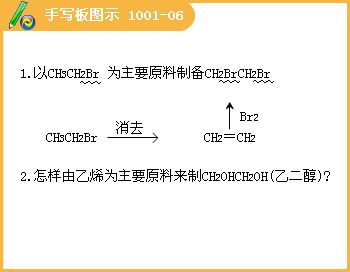 手写板图示 1001-06
1.以CH3CH2Br 为主要原料制备CH2BrCH2Br
Br2
消去
CH3CH2Br CH2=CH2
2.怎样由乙烯为主要原料来制CH2OHCH2OH(乙二醇)?